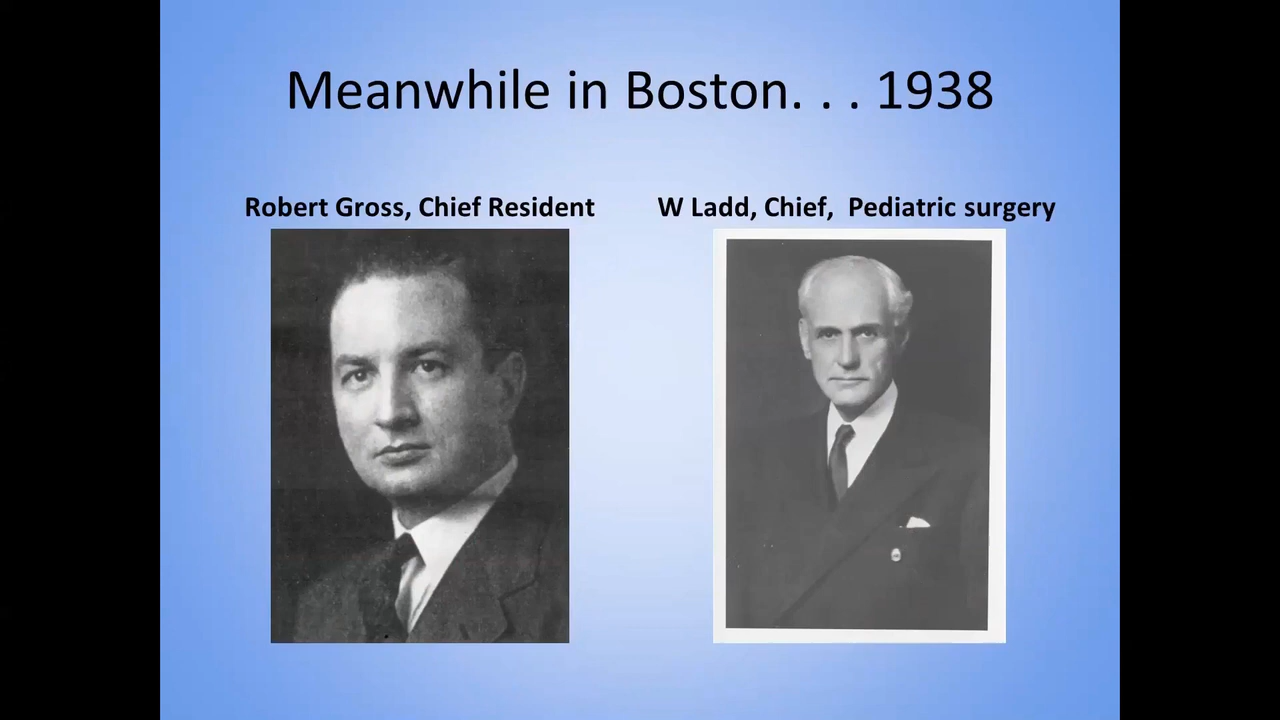 Meanwhile in Boston. . . 1938
Robert Gross, Chief Resident
W Ladd, Chief,  Pediatric surgery